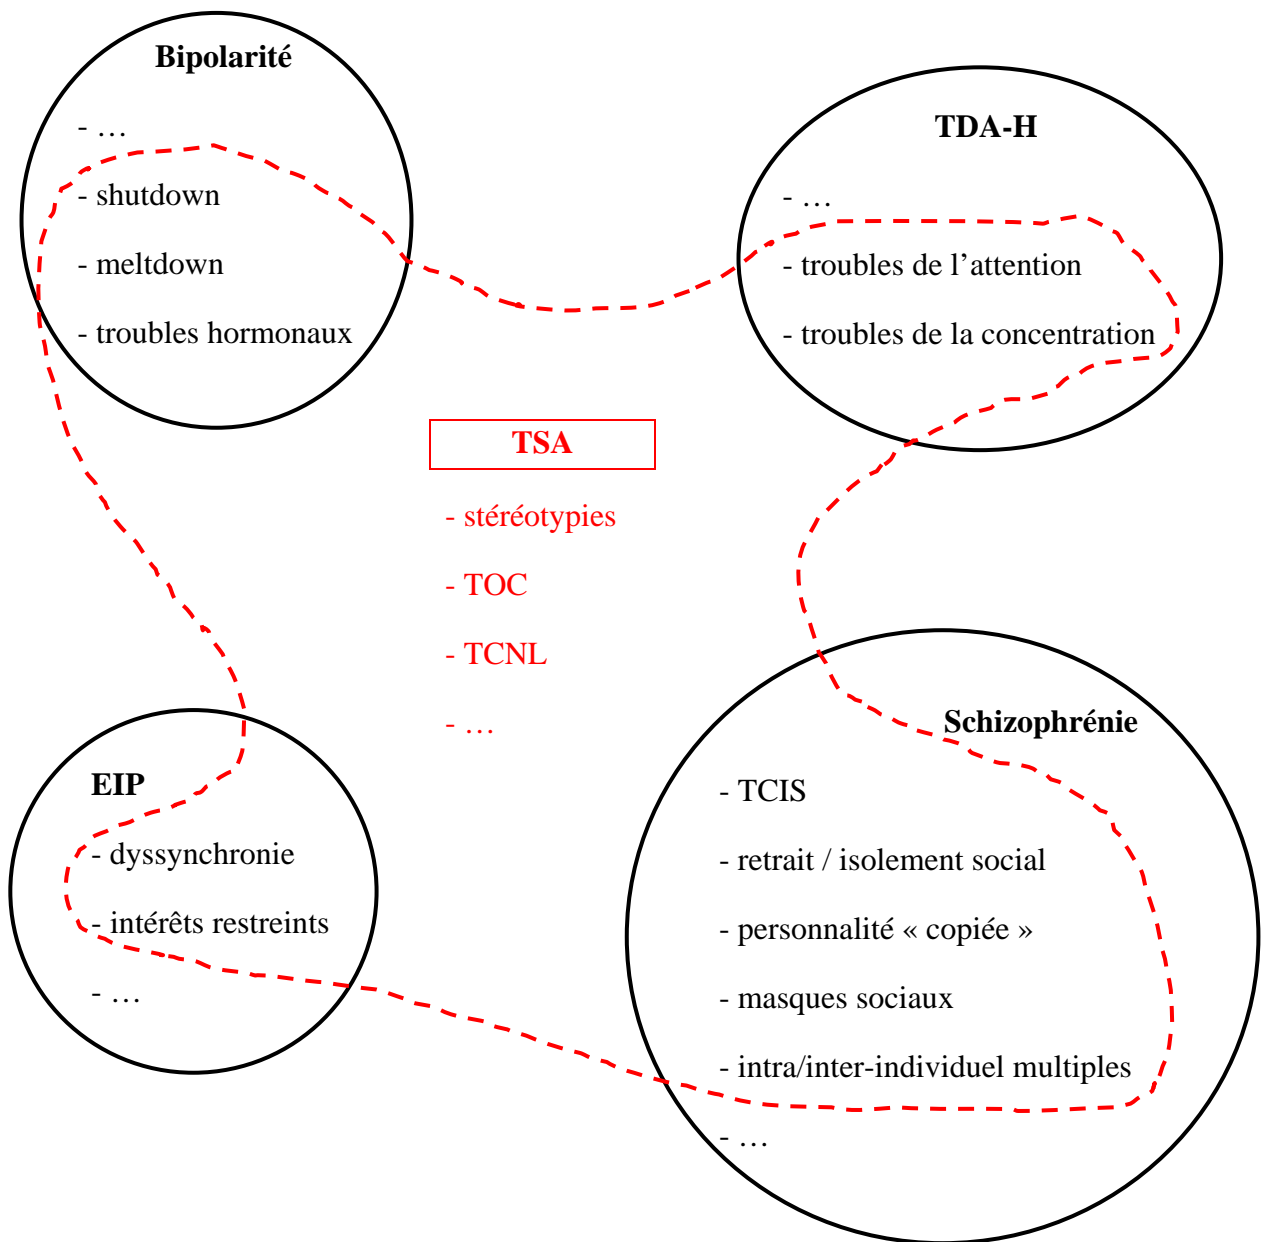 Bipolarité
- …
- shutdown
- meltdown
- troubles hormonaux
TDA-H
- …
- troubles de l’attention
- troubles de la concentration
TSA
- stéréotypies
- TOC
- TCNL
- …
EIP
- dyssynchronie
- intérêts restreints
- …
Schizophrénie
- TCIS
- retrait / isolement social
- personnalité « copiée »
- masques sociaux
- intra/inter-individuel multiples
- …